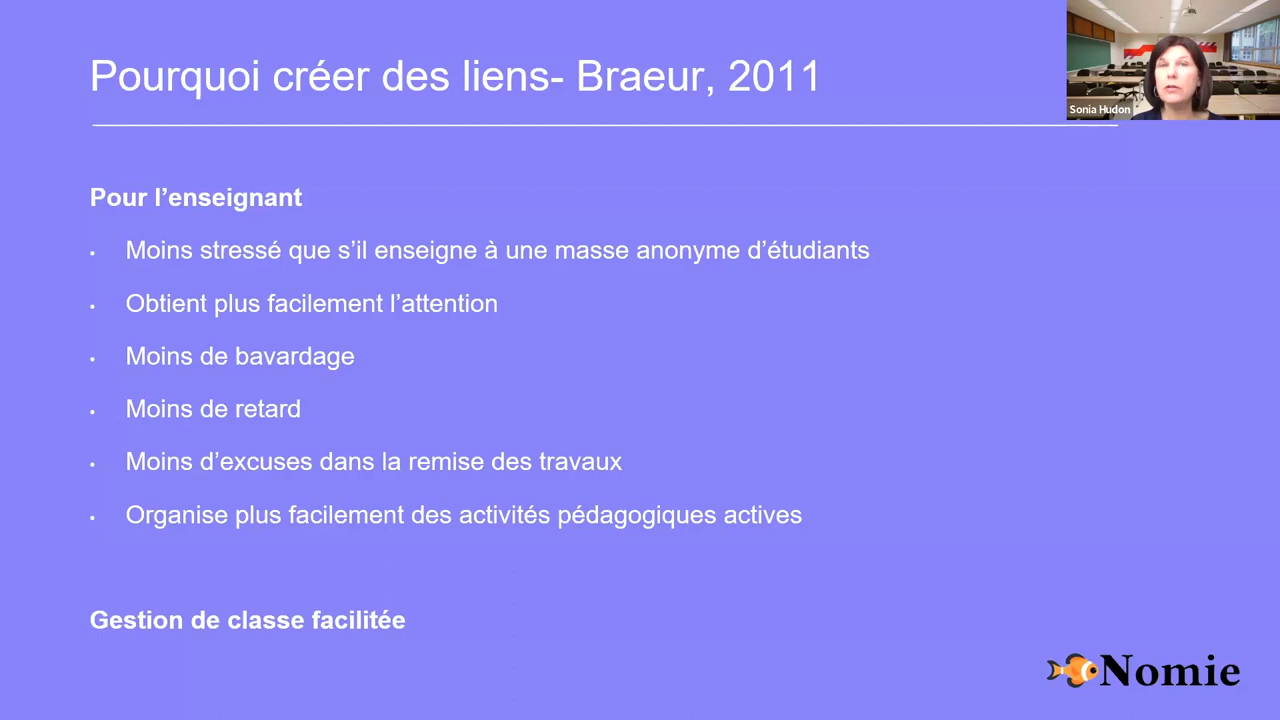 Pourquoi créer des liens- Braeur, 2011
Sonia Hudon
Pour l’enseignant
• Moins stressé que s’il enseigne à une masse anonyme d’étudiants
• Obtient plus facilement l’attention
• Moins de bavardage
• Moins de retard
• Moins d’excuses dans la remise des travaux
• Organise plus facilement des activités pédagogiques actives
Gestion de classe facilitée
Nomie